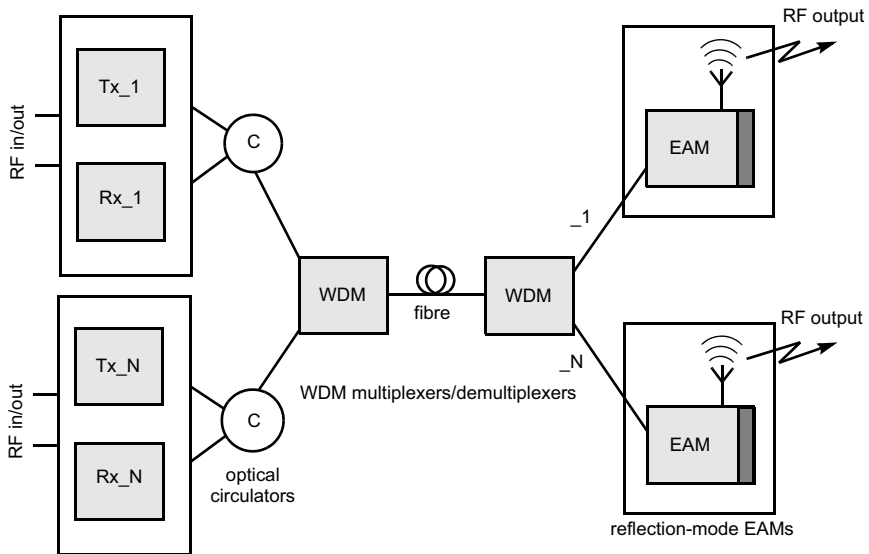 RF output
Tx_1
C
EAM
RF in/out
Rx_1
_1
WDM
WDM
fibre
RF output
Tx_N
_N
WDM multiplexers/demultiplexers
RF in/out
C
EAM
Rx_N
optical
circulators
reflection-mode EAMs